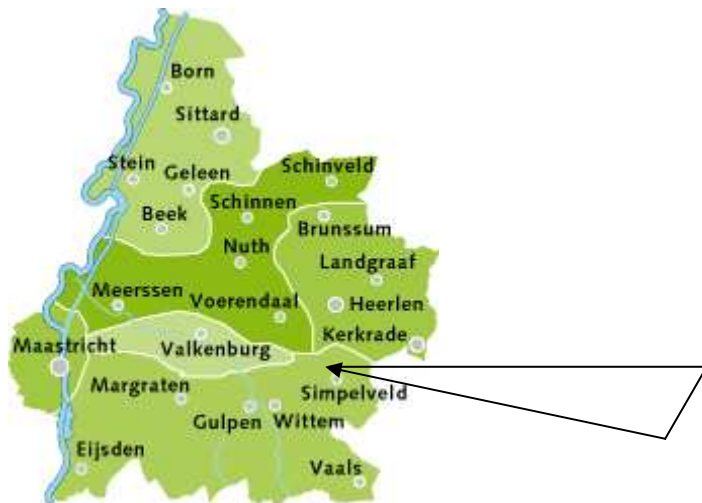 Born
Sittard
Stein
Geleen
Schinveld
Schinnen
Beek
Brunssum
Nuth
Landgraaf
Meerssen
Voerendaal
Heerlen
Maastricht
Valkenburg
Kerkrade
Margraten
Simpelveld
Gulpen
Wittem
Eijsden
Vaals